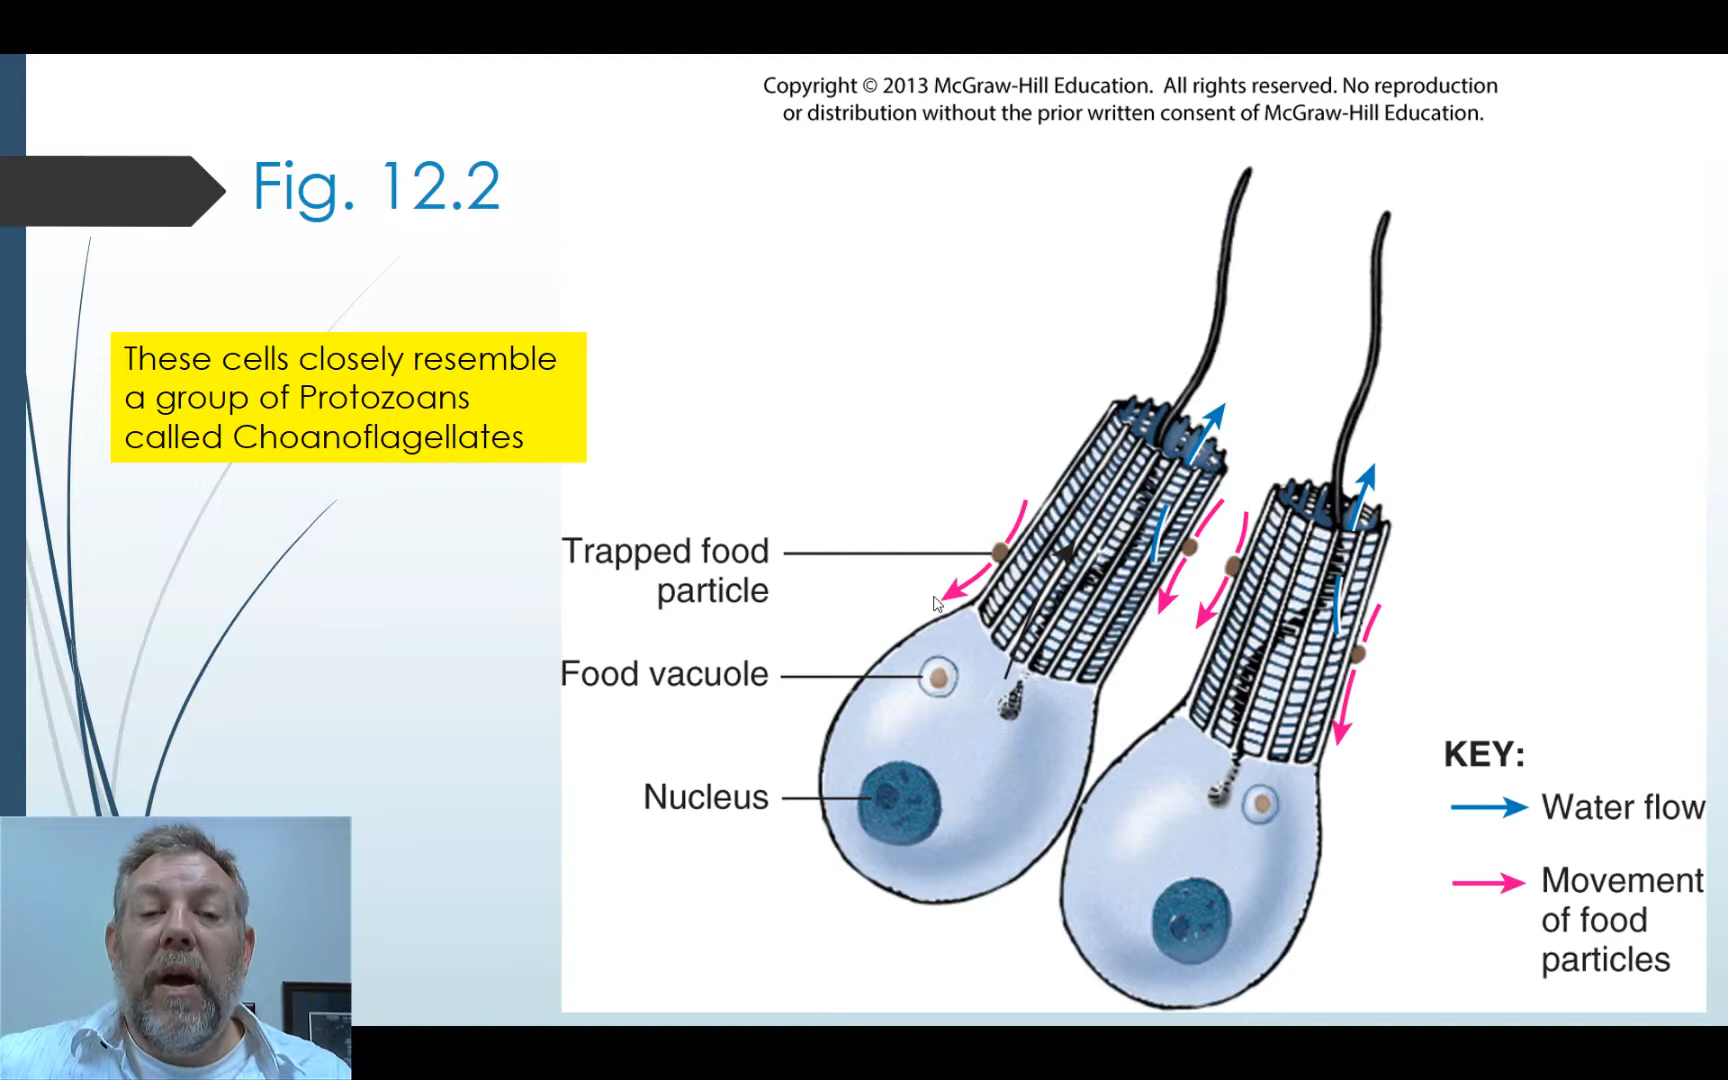 Copyright © 2013 McGraw-Hill Education.  All rights reserved. No reproduction
or distribution without the prior written consent of McGraw-Hill Education.
Fig. 12.2
These cells closely resemble
a group of Protozoans
called Choanoflagellates
Trapped food
particle
Food vacuole
Nucleus
KEY:
Water flow
Movement
of food
particles